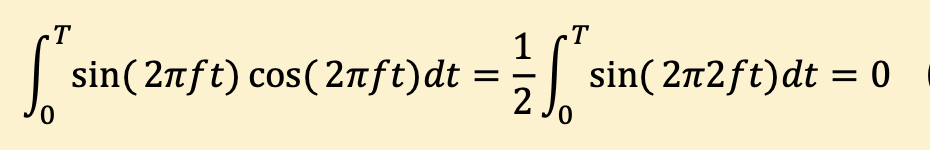 ∫₀ᵀ sin( 2πft) cos( 2πft)dt = ½ ∫₀ᵀ sin( 2π2ft)dt = 0 (